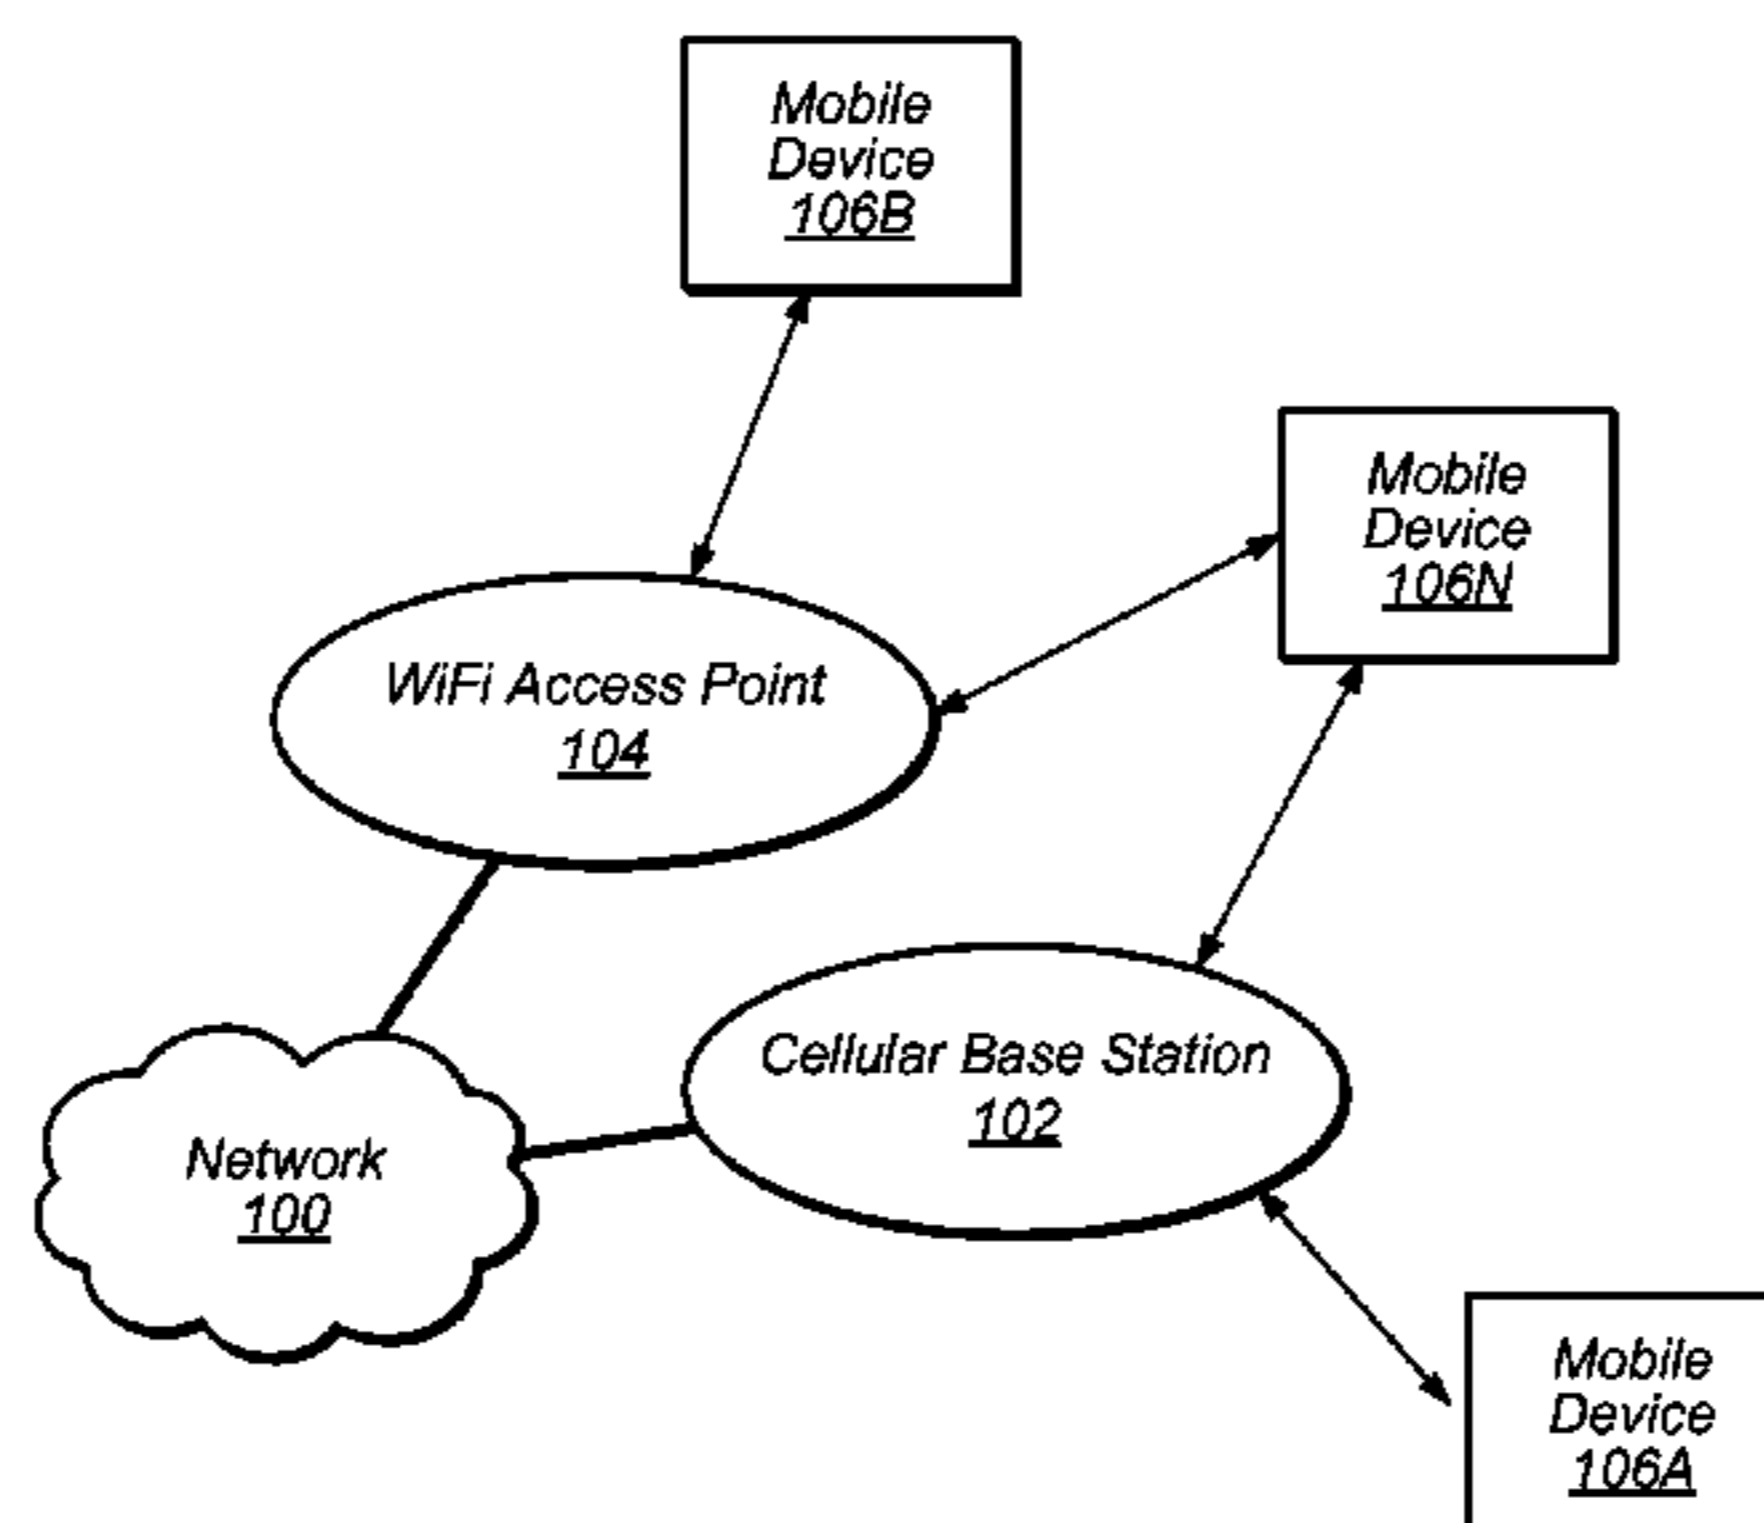 Mobile
Device
106B
Mobile
Device
106N
WiFi Access Point
104
Cellular Base Station
102
Network
100
Mobile
Device
106A